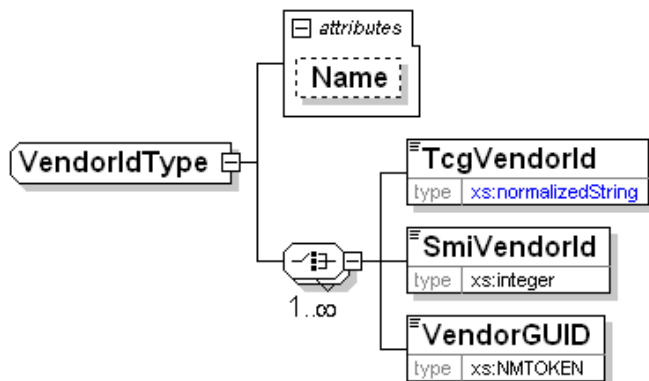 attributes
Name
VendorIdType
TcgVendorId
type xs:normalizedString
SmiVendorId
type xs:integer
1..∞
VendorGUID
type xs:NMTOKEN